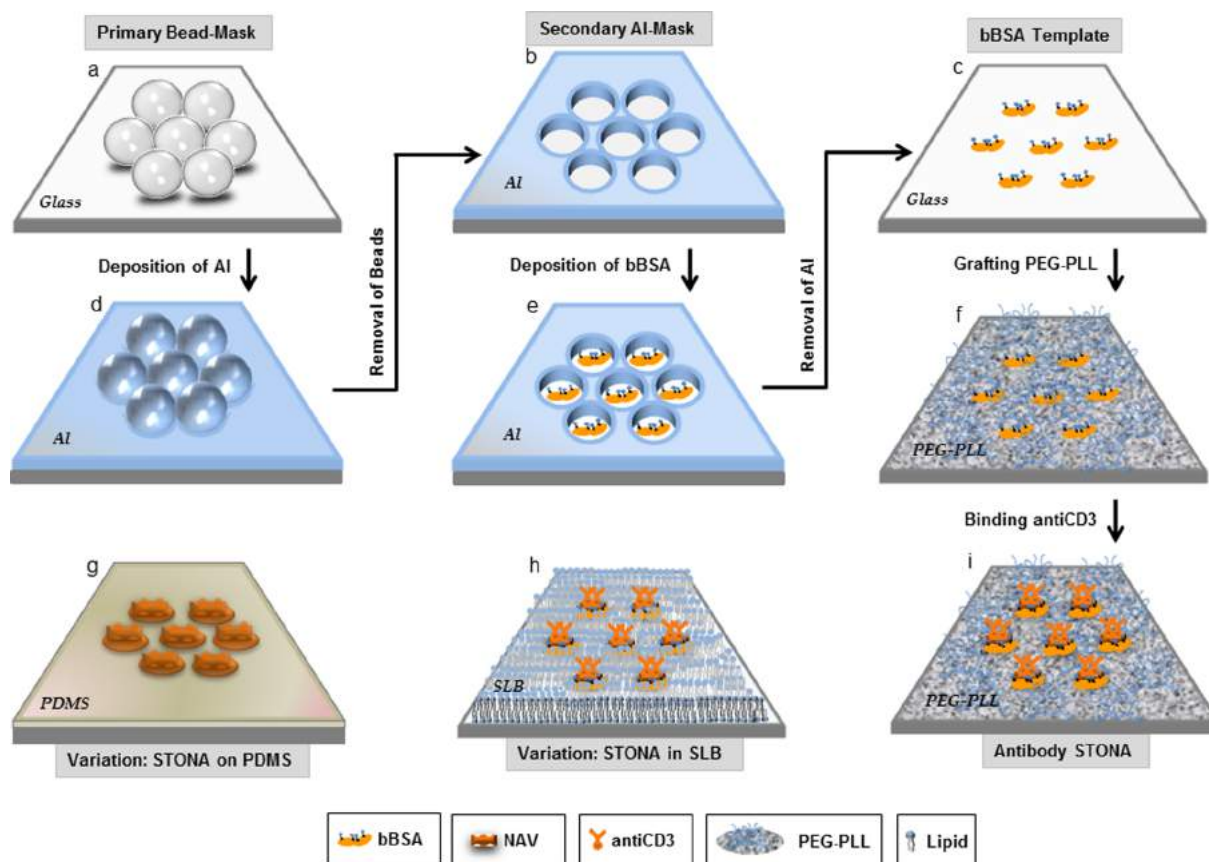 Primary Bead-Mask
Secondary Al-Mask
bBSA Template
a
b
c
Glass
Al
Glass
Deposition of Al
Removal of Beads
Deposition of bBSA
Removal of Al
Grafting PEG-PLL
d
e
f
Al
Al
PEG-PLL
Binding antiCD3
g
h
i
PDMS
SLB
PEG-PLL
Variation: STONA on PDMS
Variation: STONA in SLB
Antibody STONA
bBSA
NAV
antiCD3
PEG-PLL
Lipid